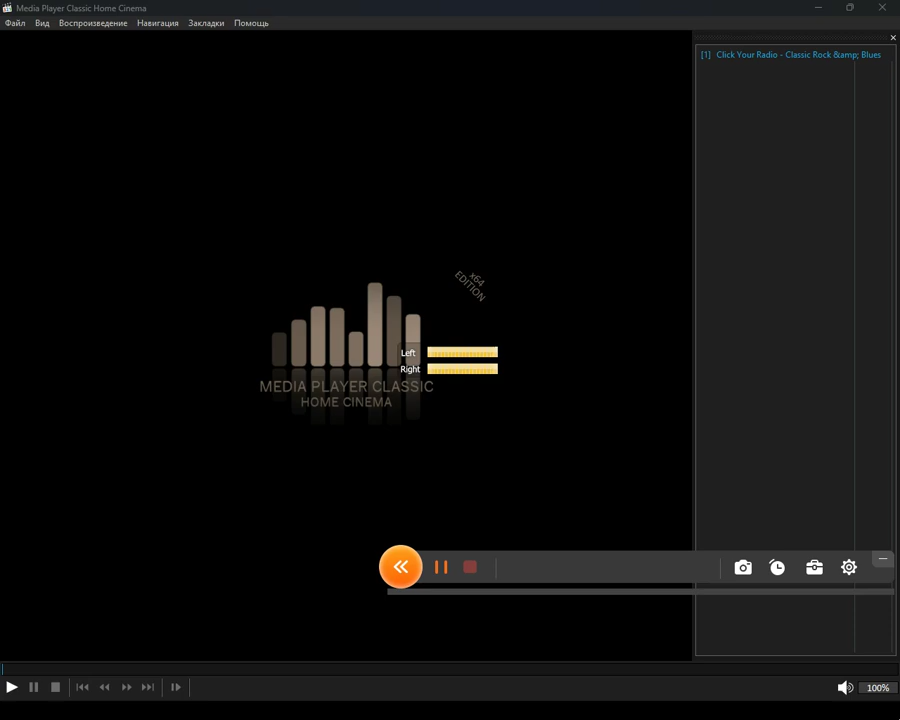 Media Player Classic Home Cinema
Файл Вид Воспроизведение Навигация Закладки Помощь
[1] Click Your Radio - Classic Rock &amp; Blues
x64
EDITION
Left
Right
MEDIA PLAYER CLASSIC
HOME CINEMA
100%